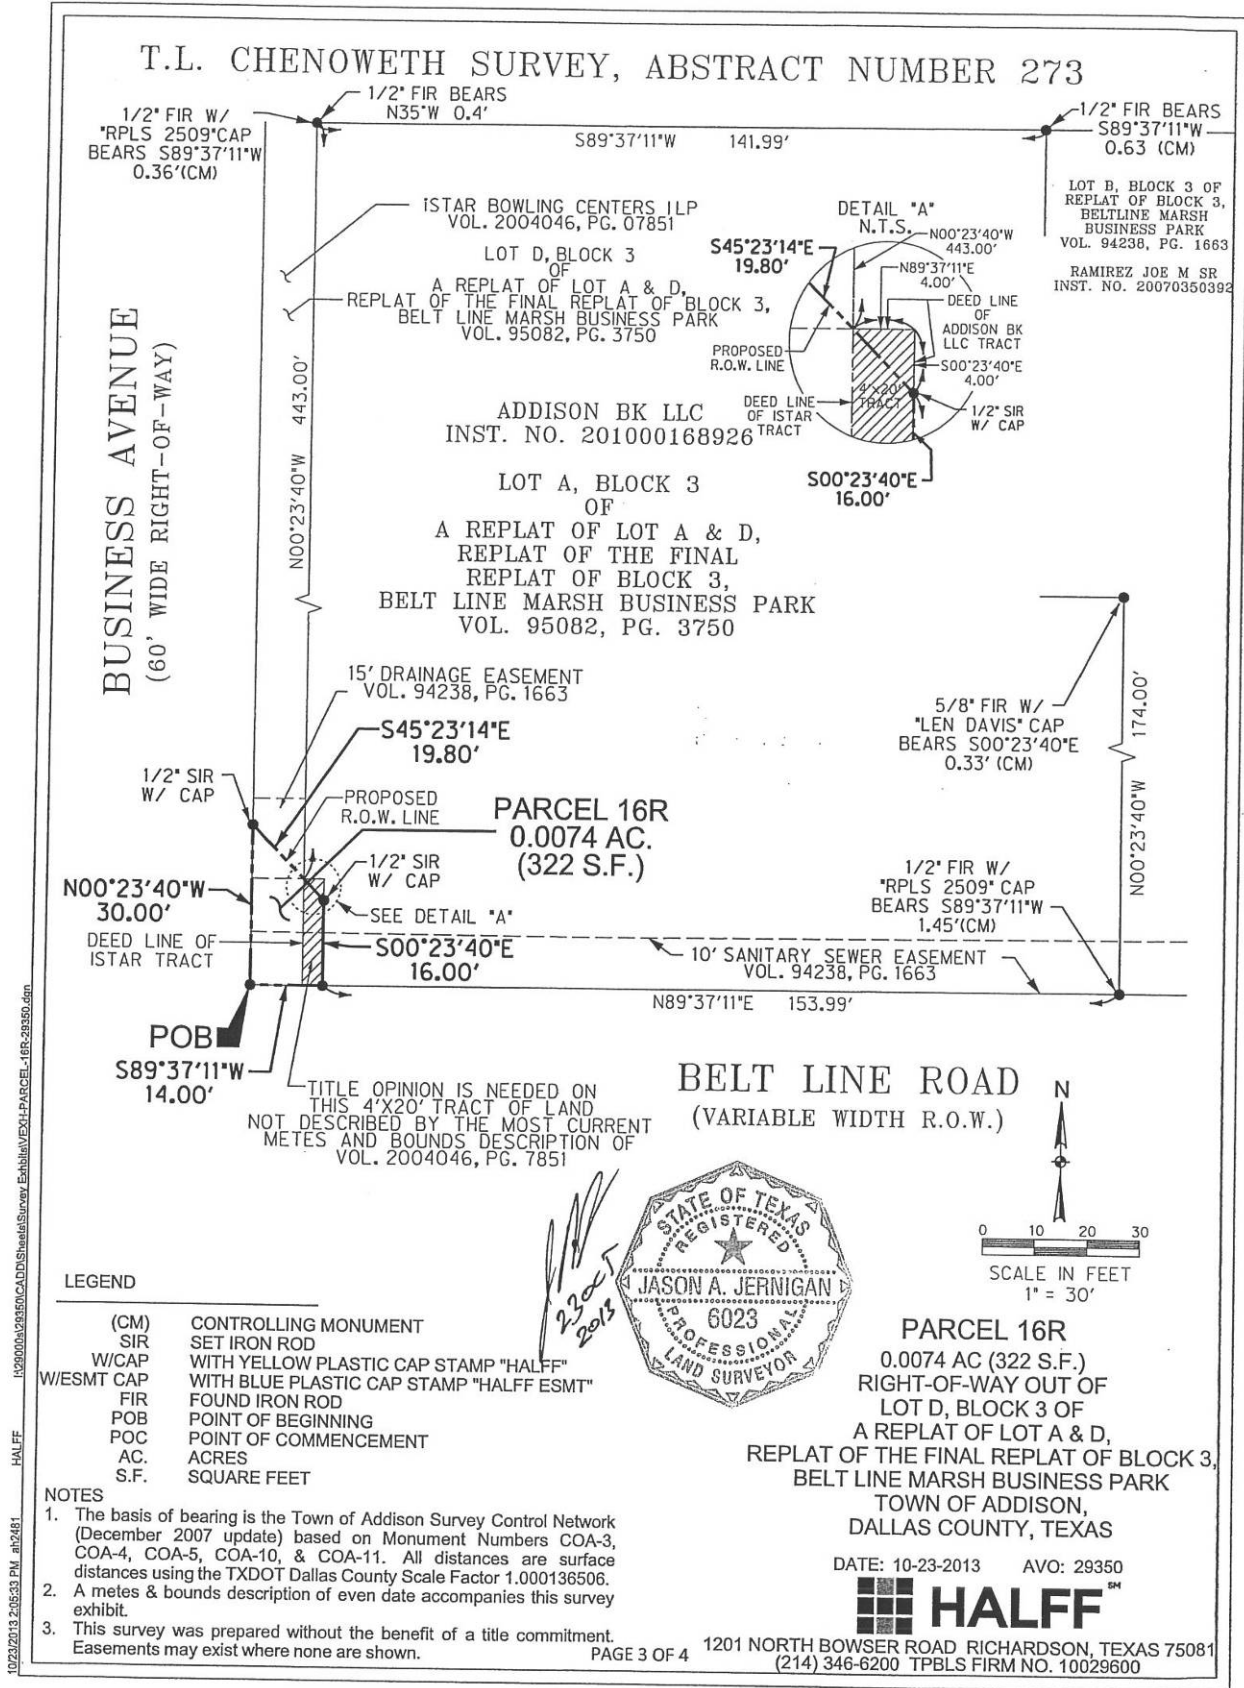 T.L. CHENOWETH SURVEY, ABSTRACT NUMBER 273
1/2" FIR W/
"RPLS 2509"CAP
BEARS S89°37'11"W
0.36'(CM)
1/2" FIR BEARS
N35°W 0.4'
S89°37'11"W 141.99'
1/2" FIR BEARS
S89°37'11"W
0.63 (CM)
LOT B, BLOCK 3 OF
REPLAT OF BLOCK 3,
BELTLINE MARSH
BUSINESS PARK
VOL. 94238, PG. 1663
RAMIREZ JOE M SR
INST. NO. 20070350392
ISTAR BOWLING CENTERS I LP
VOL. 2004046, PG. 07851
LOT D, BLOCK 3
OF
A REPLAT OF LOT A & D,
REPLAT OF THE FINAL REPLAT OF BLOCK 3,
BELT LINE MARSH BUSINESS PARK
VOL. 95082, PG. 3750
DETAIL "A"
N.T.S.
N00°23'40"W
443.00'
S45°23'14"E
19.80'
N89°37'11"E
4.00'
DEED LINE
OF
ADDISON BK
LLC TRACT
PROPOSED
R.O.W. LINE
S00°23'40"E
4.00'
4'x20'
TRACT
DEED LINE
OF ISTAR
TRACT
1/2" SIR
W/ CAP
S00°23'40"E
16.00'
BUSINESS AVENUE
(60' WIDE RIGHT-OF-WAY)
N00°23'40"W 443.00'
ADDISON BK LLC
INST. NO. 201000168926
LOT A, BLOCK 3
OF
A REPLAT OF LOT A & D,
REPLAT OF THE FINAL
REPLAT OF BLOCK 3,
BELT LINE MARSH BUSINESS PARK
VOL. 95082, PG. 3750
15' DRAINAGE EASEMENT
VOL. 94238, PG. 1663
S45°23'14"E
19.80'
1/2" SIR
W/ CAP
PROPOSED
R.O.W. LINE
PARCEL 16R
0.0074 AC.
(322 S.F.)
1/2" SIR
W/ CAP
SEE DETAIL "A"
5/8" FIR W/
"LEN DAVIS" CAP
BEARS S00°23'40"E
0.33' (CM)
N00°23'40"W 174.00'
1/2" FIR W/
"RPLS 2509" CAP
BEARS S89°37'11"W
1.45'(CM)
N00°23'40"W
30.00'
DEED LINE OF
ISTAR TRACT
S00°23'40"E
16.00'
10' SANITARY SEWER EASEMENT
VOL. 94238, PG. 1663
N89°37'11"E 153.99'
POB
S89°37'11"W
14.00'
TITLE OPINION IS NEEDED ON
THIS 4'X20' TRACT OF LAND
NOT DESCRIBED BY THE MOST CURRENT
METES AND BOUNDS DESCRIPTION OF
VOL. 2004046, PG. 7851
BELT LINE ROAD
(VARIABLE WIDTH R.O.W.)
N
0 10 20 30
SCALE IN FEET
1" = 30'
23 OCT
2013
STATE OF TEXAS
REGISTERED
JASON A. JERNIGAN
6023
PROFESSIONAL
LAND SURVEYOR
LEGEND
(CM) CONTROLLING MONUMENT
SIR SET IRON ROD
W/CAP WITH YELLOW PLASTIC CAP STAMP "HALFF"
W/ESMT CAP WITH BLUE PLASTIC CAP STAMP "HALFF ESMT"
FIR FOUND IRON ROD
POB POINT OF BEGINNING
POC POINT OF COMMENCEMENT
AC. ACRES
S.F. SQUARE FEET
NOTES
1. The basis of bearing is the Town of Addison Survey Control Network
(December 2007 update) based on Monument Numbers COA-3,
COA-4, COA-5, COA-10, & COA-11. All distances are surface
distances using the TXDOT Dallas County Scale Factor 1.000136506.
2. A metes & bounds description of even date accompanies this survey
exhibit.
3. This survey was prepared without the benefit of a title commitment.
Easements may exist where none are shown.
PAGE 3 OF 4
PARCEL 16R
0.0074 AC (322 S.F.)
RIGHT-OF-WAY OUT OF
LOT D, BLOCK 3 OF
A REPLAT OF LOT A & D,
REPLAT OF THE FINAL REPLAT OF BLOCK 3,
BELT LINE MARSH BUSINESS PARK
TOWN OF ADDISON,
DALLAS COUNTY, TEXAS
DATE: 10-23-2013 AVO: 29350
HALFF SM
1201 NORTH BOWSER ROAD RICHARDSON, TEXAS 75081
(214) 346-6200 TPBLS FIRM NO. 10029600
10/23/2013 2:05:33 PM ah2481 HALFF I:\29000s\29350\CADD\Sheets\Survey Exhibits\VEXH-PARCEL-16R-29350.dgn